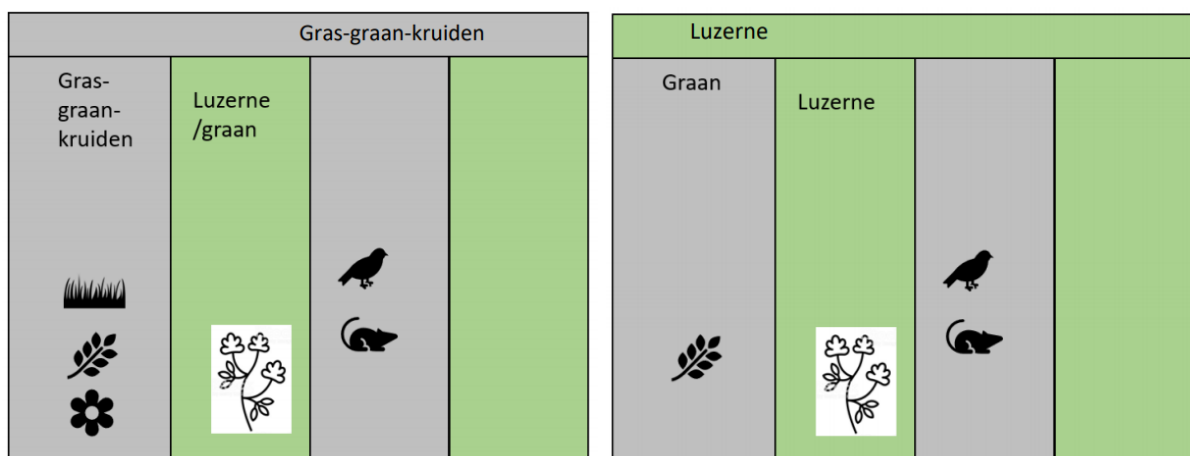 Gras-graan-kruiden
Gras-
graan-
kruiden
Luzerne
/graan
Luzerne
Graan
Luzerne